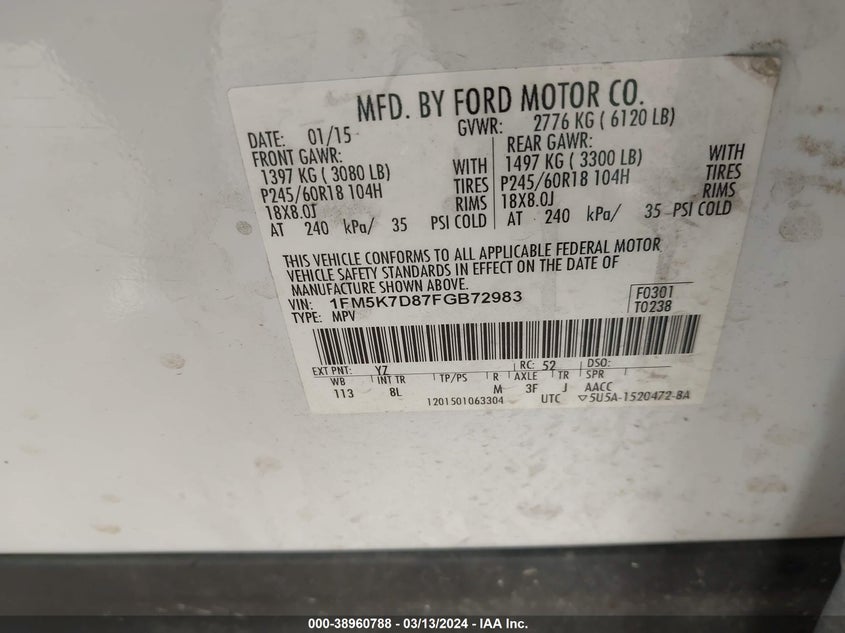 MFD. BY FORD MOTOR CO.
DATE: 01/15 GVWR: 2776 KG ( 6120 LB)
FRONT GAWR: REAR GAWR:
1397 KG ( 3080 LB) WITH 1497 KG ( 3300 LB) WITH
P245/60R18 104H TIRES P245/60R18 104H TIRES
18X8.0J RIMS 18X8.0J RIMS
AT 240 kPa/ 35 PSI COLD AT 240 kPa/ 35 PSI COLD
THIS VEHICLE CONFORMS TO ALL APPLICABLE FEDERAL MOTOR
VEHICLE SAFETY STANDARDS IN EFFECT ON THE DATE OF
MANUFACTURE SHOWN ABOVE.
VIN: 1FM5K7D87FGB72983 F0301
TYPE: MPV T0238
EXT PNT: YZ RC: 52 DSO:
WB INT TR TP/PS R AXLE TR SPR
113 8L M 3F J AACC
1201501063304 UTC ▽5U5A-1520472-BA
000-38960788 - 03/13/2024 - IAA Inc.